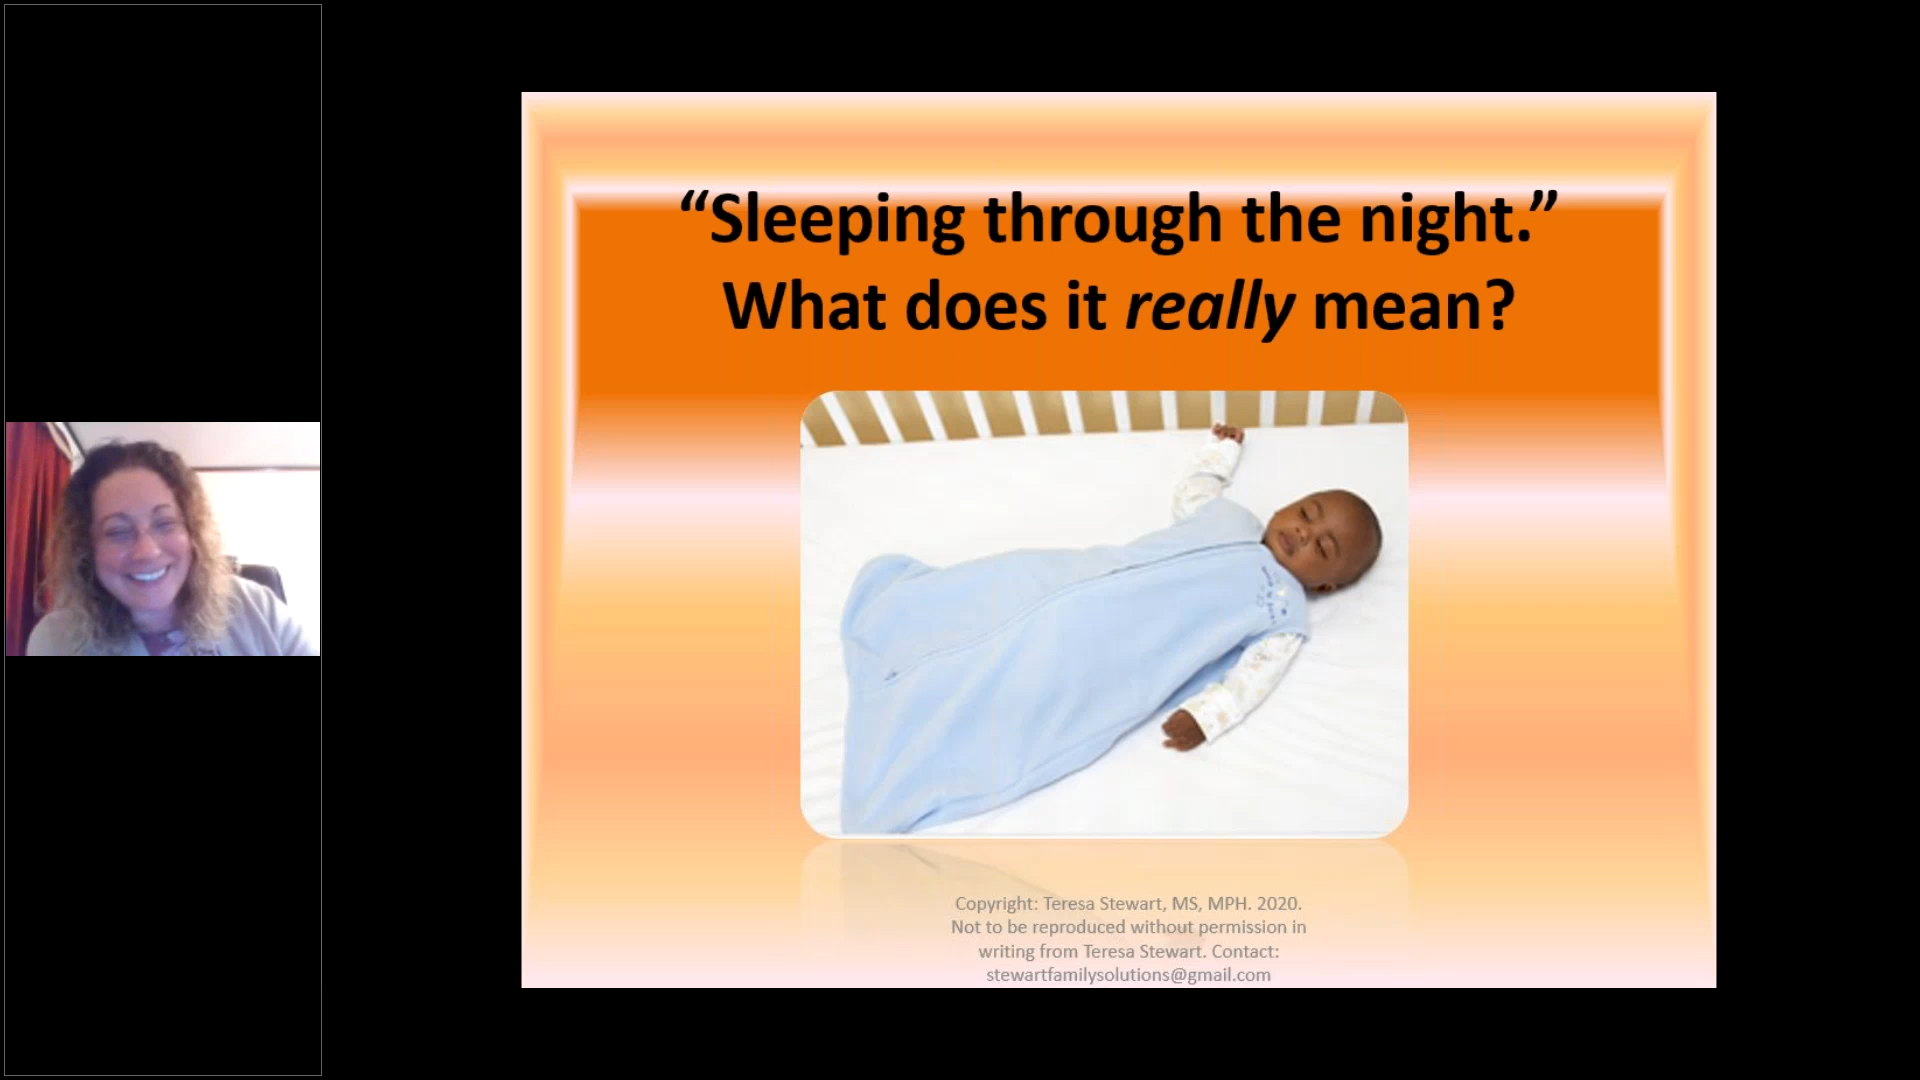 “Sleeping through the night.”
What does it really mean?
Copyright: Teresa Stewart, MS, MPH. 2020.
Not to be reproduced without permission in
writing from Teresa Stewart. Contact:
stewartfamilysolutions@gmail.com